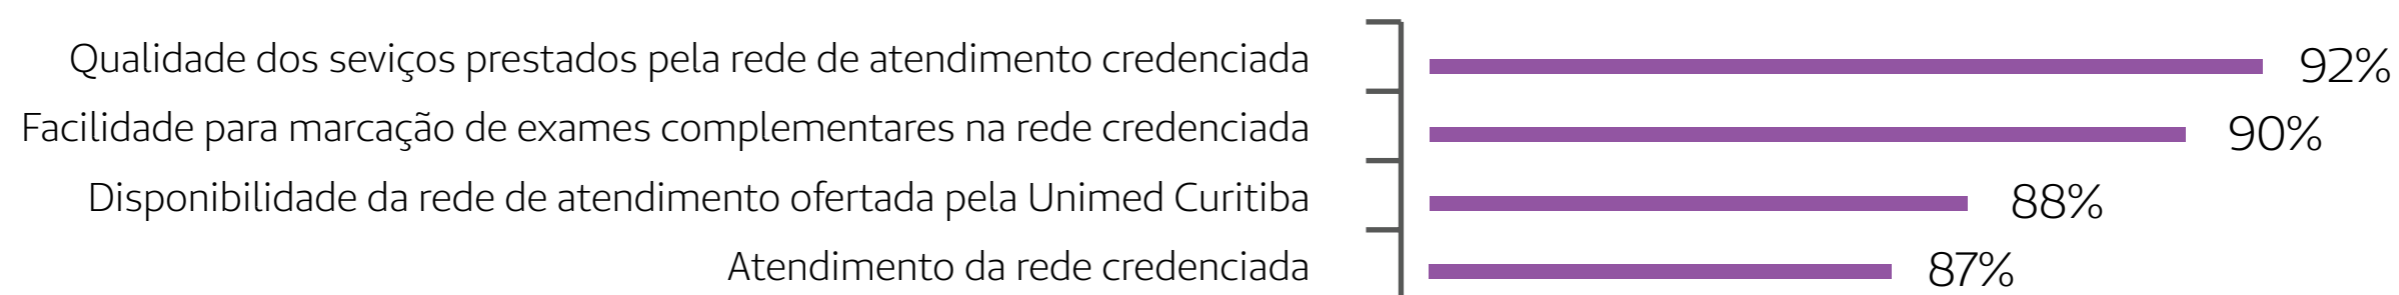 Qualidade dos seviços prestados pela rede de atendimento credenciada 92%
Facilidade para marcação de exames complementares na rede credenciada 90%
Disponibilidade da rede de atendimento ofertada pela Unimed Curitiba 88%
Atendimento da rede credenciada 87%